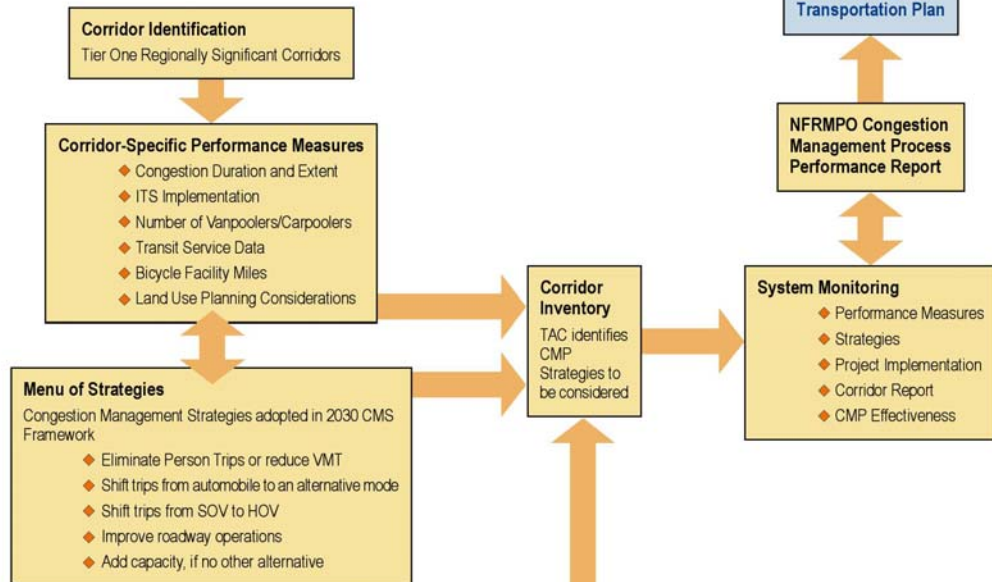 Corridor Identification
Tier One Regionally Significant Corridors
Corridor-Specific Performance Measures
Congestion Duration and Extent
ITS Implementation
Number of Vanpoolers/Carpoolers
Transit Service Data
Bicycle Facility Miles
Land Use Planning Considerations
Menu of Strategies
Congestion Management Strategies adopted in 2030 CMS
Framework
Eliminate Person Trips or reduce VMT
Shift trips from automobile to an alternative mode
Shift trips from SOV to HOV
Improve roadway operations
Add capacity, if no other alternative
Corridor
Inventory
TAC identifies
CMP
Strategies to
be considered
Transportation Plan
NFRMPO Congestion
Management Process
Performance Report
System Monitoring
Performance Measures
Strategies
Project Implementation
Corridor Report
CMP Effectiveness